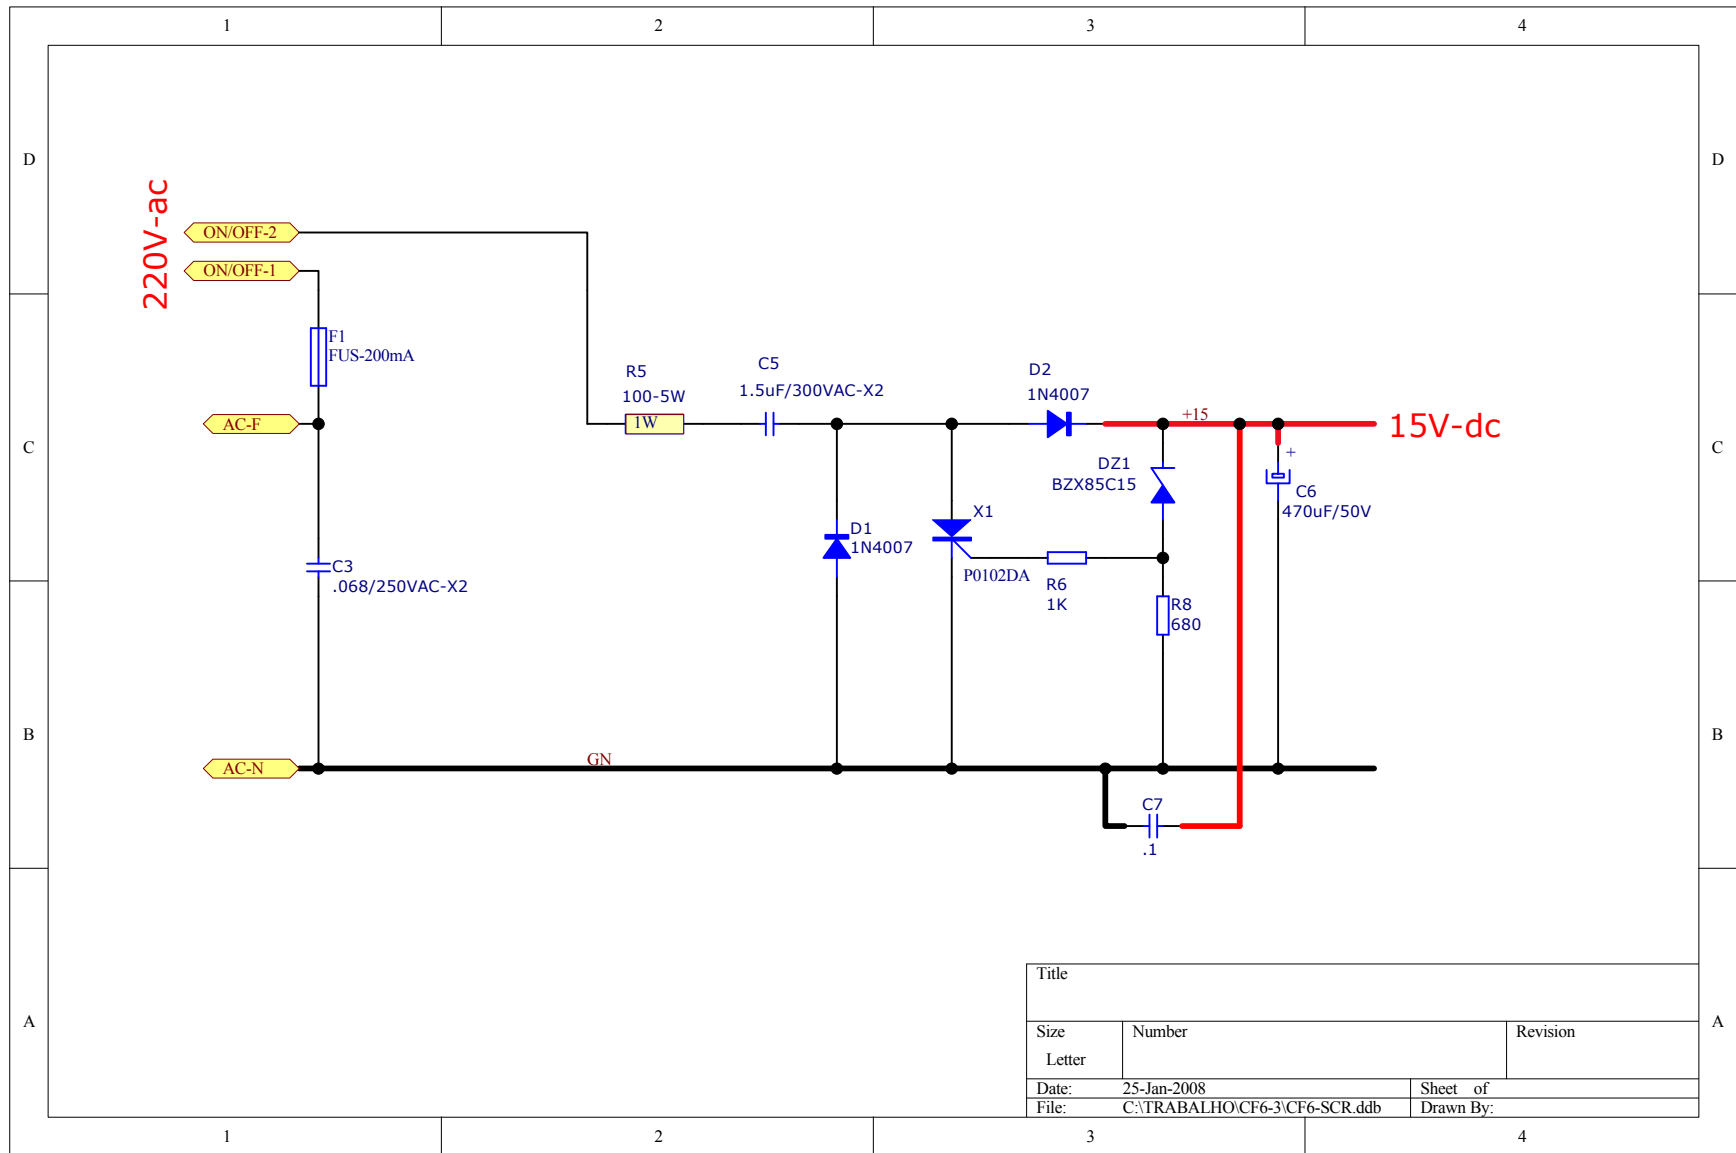 1 2 3 4
D D
220V-ac
ON/OFF-2
ON/OFF-1
F1
FUS-200mA
C C
AC-F
R5
100-5W
1W
C5
1.5uF/300VAC-X2
D2
1N4007
+15
15V-dc
DZ1
BZX85C15
+
C6
470uF/50V
D1
1N4007
X1
P0102DA
R6
1K
R8
680
C3
.068/250VAC-X2
B B
AC-N
GN
C7
.1
A A
Title
Size Number Revision
Letter
Date: 25-Jan-2008 Sheet of
File: C:\TRABALHO\CF6-3\CF6-SCR.ddb Drawn By:
1 2 3 4